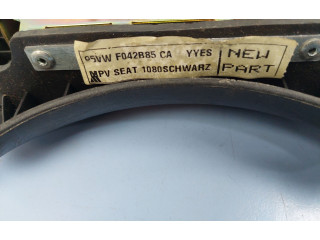 95VW F042B85 CA YYES
MPV SEAT 1080SCHWARZ
NEW
PART